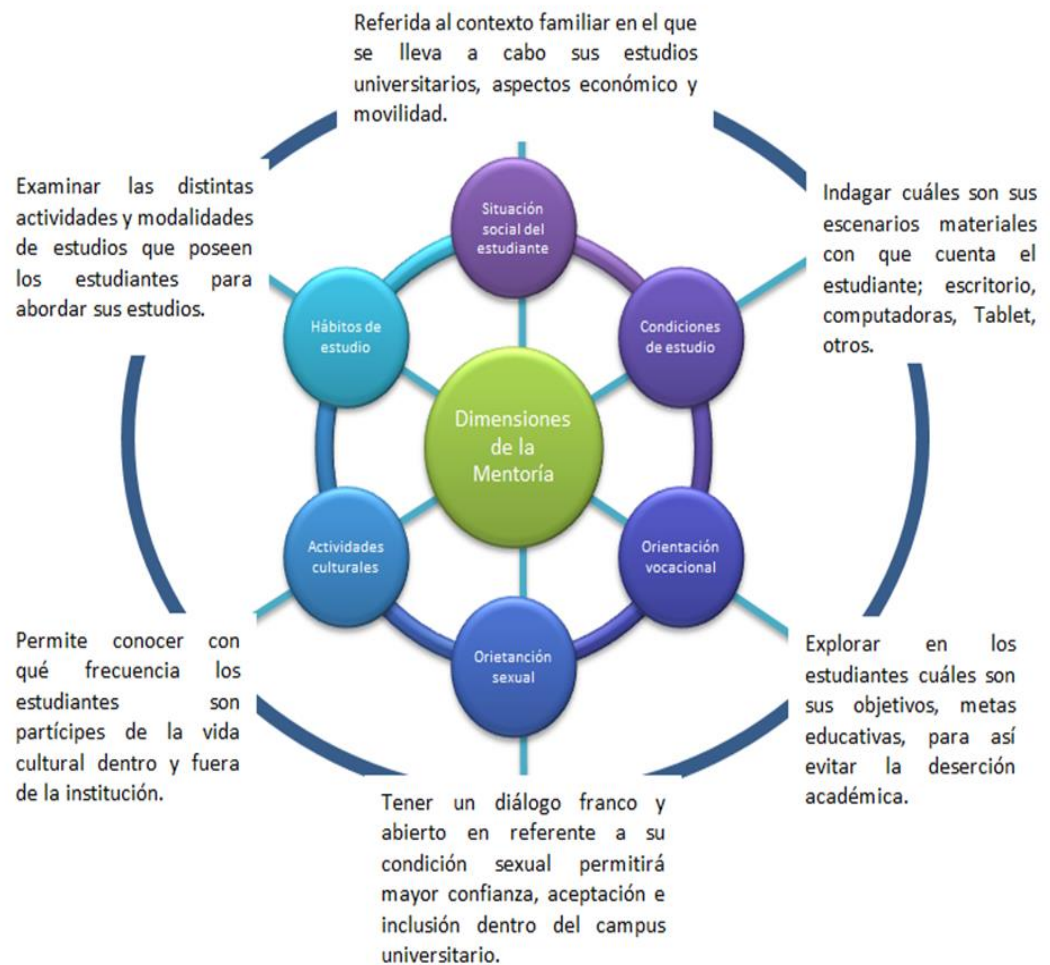 Referida al contexto familiar en el que
se lleva a cabo sus estudios
universitarios, aspectos económico y
movilidad.
Examinar las distintas
actividades y modalidades
de estudios que poseen
los estudiantes para
abordar sus estudios.
Indagar cuáles son sus
escenarios materiales
con que cuenta el
estudiante; escritorio,
computadoras, Tablet,
otros.
Situación
social del
estudiante
Hábitos de
estudio
Condiciones
de estudio
Dimensiones
de la
Mentoría
Actividades
culturales
Orientación
vocacional
Orietanción
sexual
Permite conocer con
qué frecuencia los
estudiantes son
partícipes de la vida
cultural dentro y fuera
de la institución.
Explorar en los
estudiantes cuáles son
sus objetivos, metas
educativas, para así
evitar la deserción
académica.
Tener un diálogo franco y
abierto en referente a su
condición sexual permitirá
mayor confianza, aceptación e
inclusión dentro del campus
universitario.